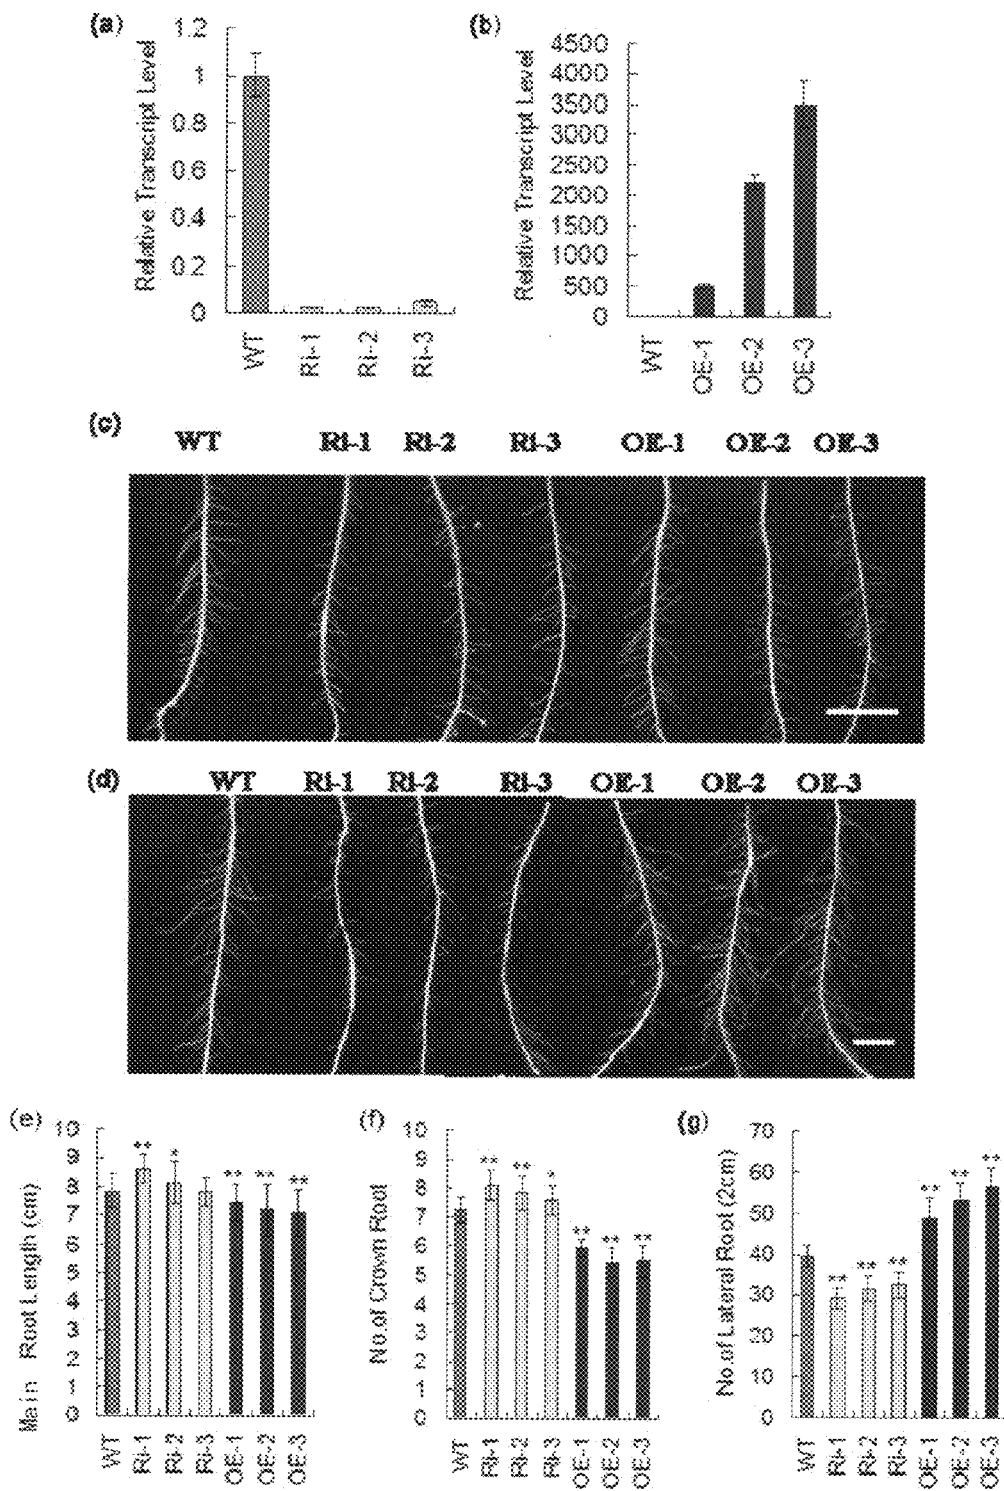 (a)
Relative Transcript Level
1.2
1
0.8
0.6
0.4
0.2
0
WT
Ri-1
Ri-2
Ri-3
(b)
Relative Transcript Level
4500
4000
3500
3000
2500
2000
1500
1000
500
0
WT
OE-1
OE-2
OE-3
(c)
WT Ri-1 Ri-2 Ri-3 OE-1 OE-2 OE-3
(d)
WT Ri-1 Ri-2 Ri-3 OE-1 OE-2 OE-3
(e)
Main Root Length (cm)
10
9
8
7
6
5
4
3
2
1
0
** * ** ** **
WT
Ri-1
Ri-2
Ri-3
OE-1
OE-2
OE-3
(f)
No. of Crown Root
10
9
8
7
6
5
4
3
2
1
0
** ** * ** ** **
WT
Ri-1
Ri-2
Ri-3
OE-1
OE-2
OE-3
(g)
No. of Lateral Root (2cm)
70
60
50
40
30
20
10
0
** ** ** ** ** **
WT
Ri-1
Ri-2
Ri-3
OE-1
OE-2
OE-3